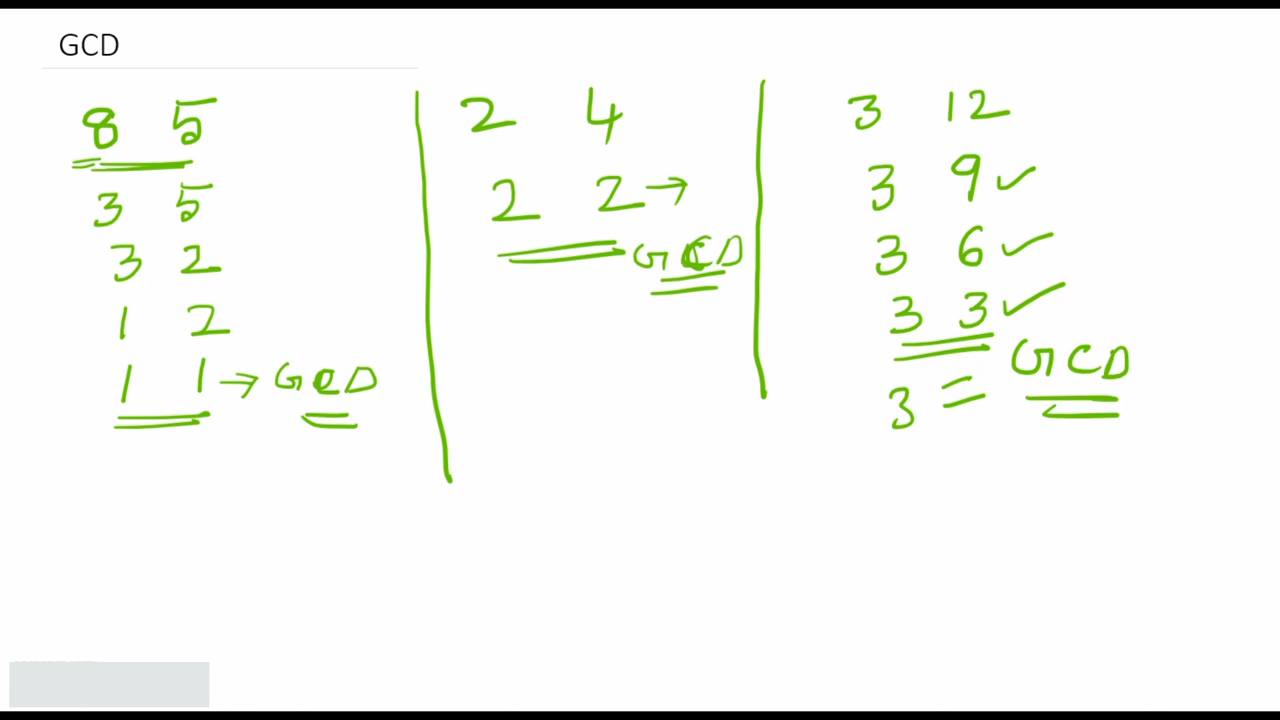 GCD
8 5
3 5
3 2
1 2
1 1 → GCD
2 4
2 2 →
GCD
3 12
3 9 ✓
3 6 ✓
3 3 ✓
GCD
3 =